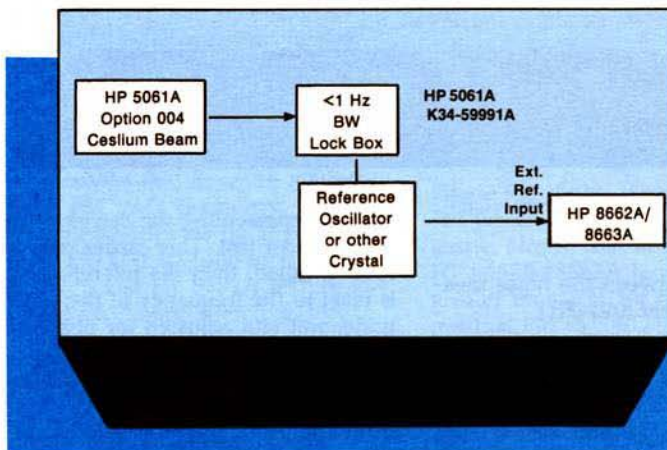 HP 5061A
Option 004
Ceslium Beam
<1 Hz
BW
Lock Box
HP 5061A
K34-59991A
Reference
Oscillator
or other
Crystal
Ext.
Ref.
Input
HP 8662A/
8663A